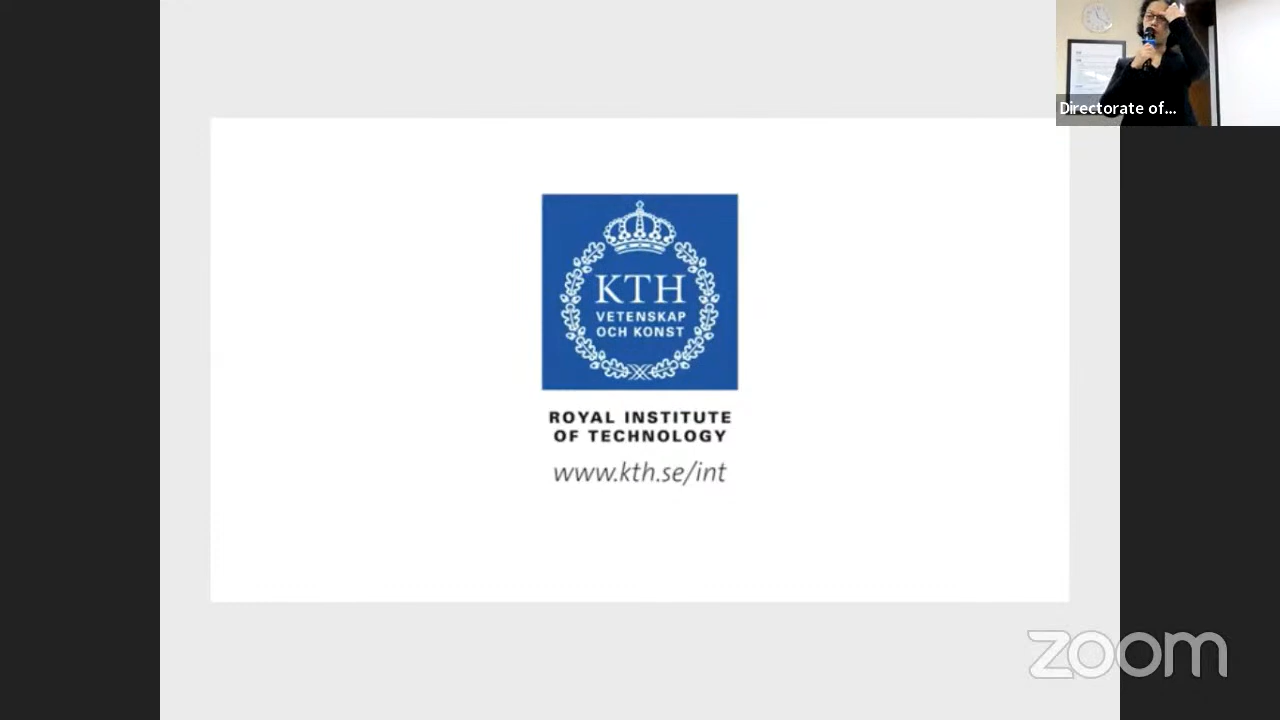 Directorate of...
KTH
VETENSKAP
OCH KONST
ROYAL INSTITUTE
OF TECHNOLOGY
www.kth.se/int
zoom